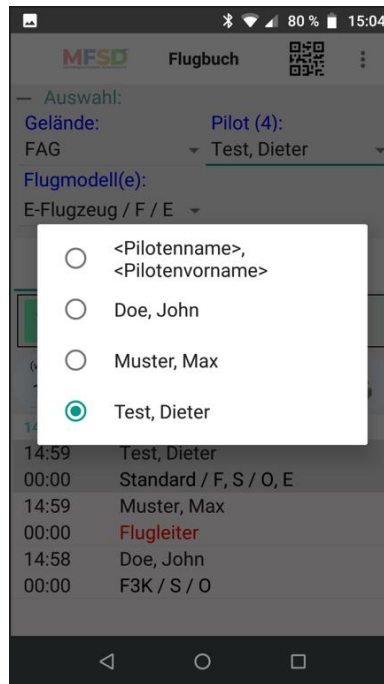 80 % 15:04
MFSD Flugbuch
— Auswahl:
Gelände: Pilot (4):
FAG Test, Dieter
Flugmodell(e):
E-Flugzeug / F / E
<Pilotenname>,
<Pilotenvorname>
Doe, John
Muster, Max
Test, Dieter
14:59 Test, Dieter
00:00 Standard / F, S / O, E
14:59 Muster, Max
00:00 Flugleiter
14:58 Doe, John
00:00 F3K / S / O